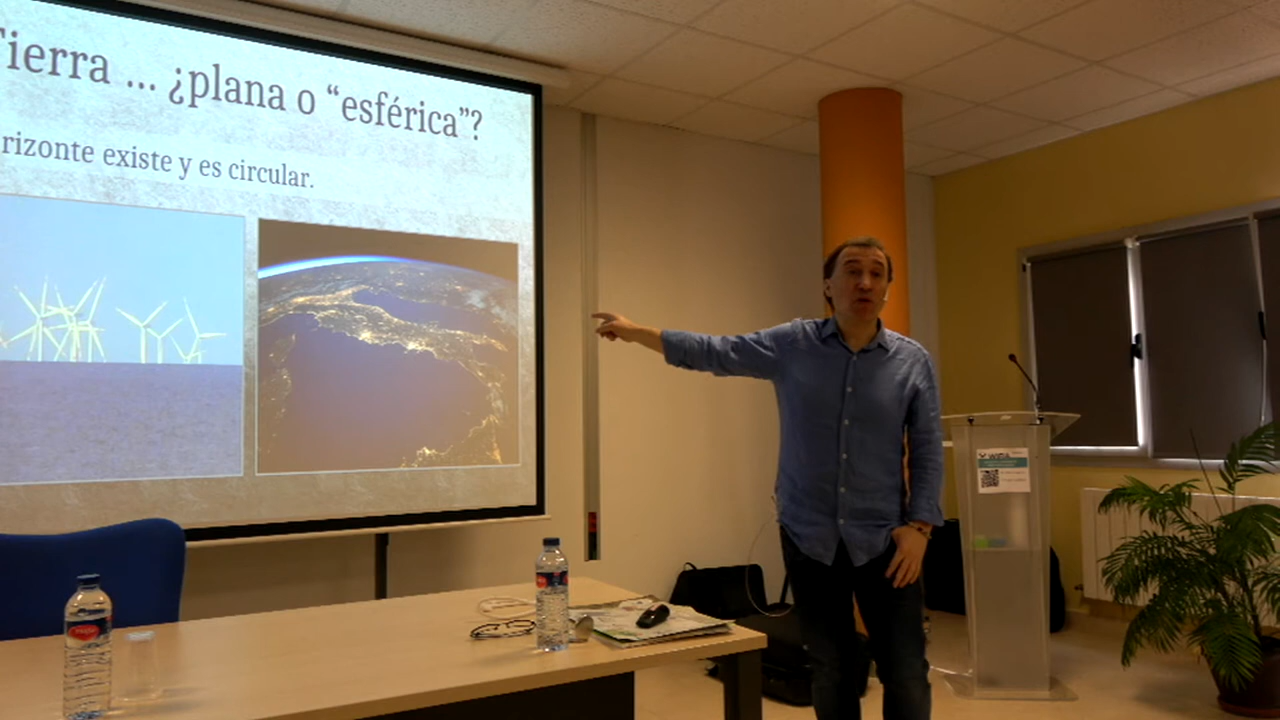 Tierra ... ¿plana o “esférica”?
rizonte existe y es circular.